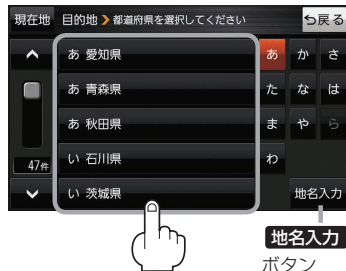 現在地 目的地 > 都道府県を選択してください 戻る
あ 愛知県
あ 青森県
あ 秋田県
い 石川県
い 茨城県
47件
あ か さ
た な は
ま や ら
わ
地名入力
地名入力
ボタン